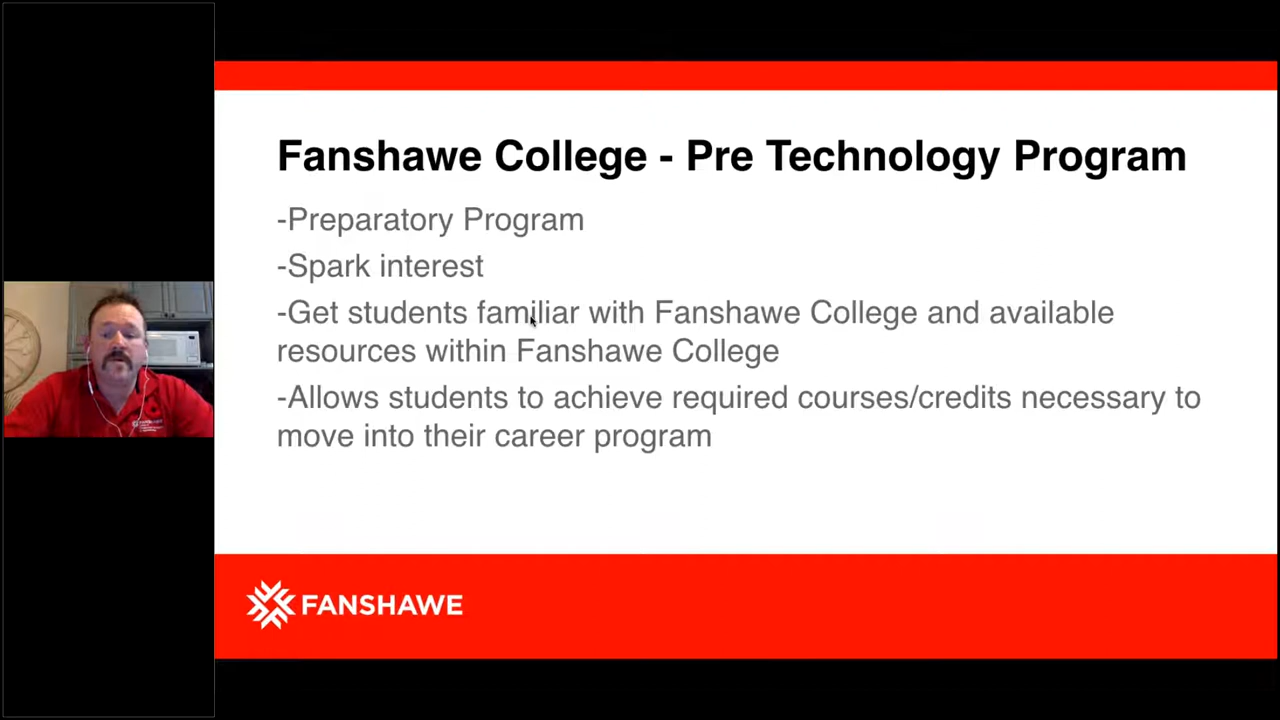 Fanshawe College - Pre Technology Program
-Preparatory Program
-Spark interest
-Get students familiar with Fanshawe College and available
resources within Fanshawe College
-Allows students to achieve required courses/credits necessary to
move into their career program
FANSHAWE